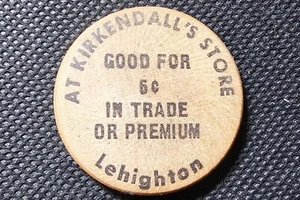 AT KIRKENDALL'S STORE
GOOD FOR
5¢
IN TRADE
OR PREMIUM
Lehighton